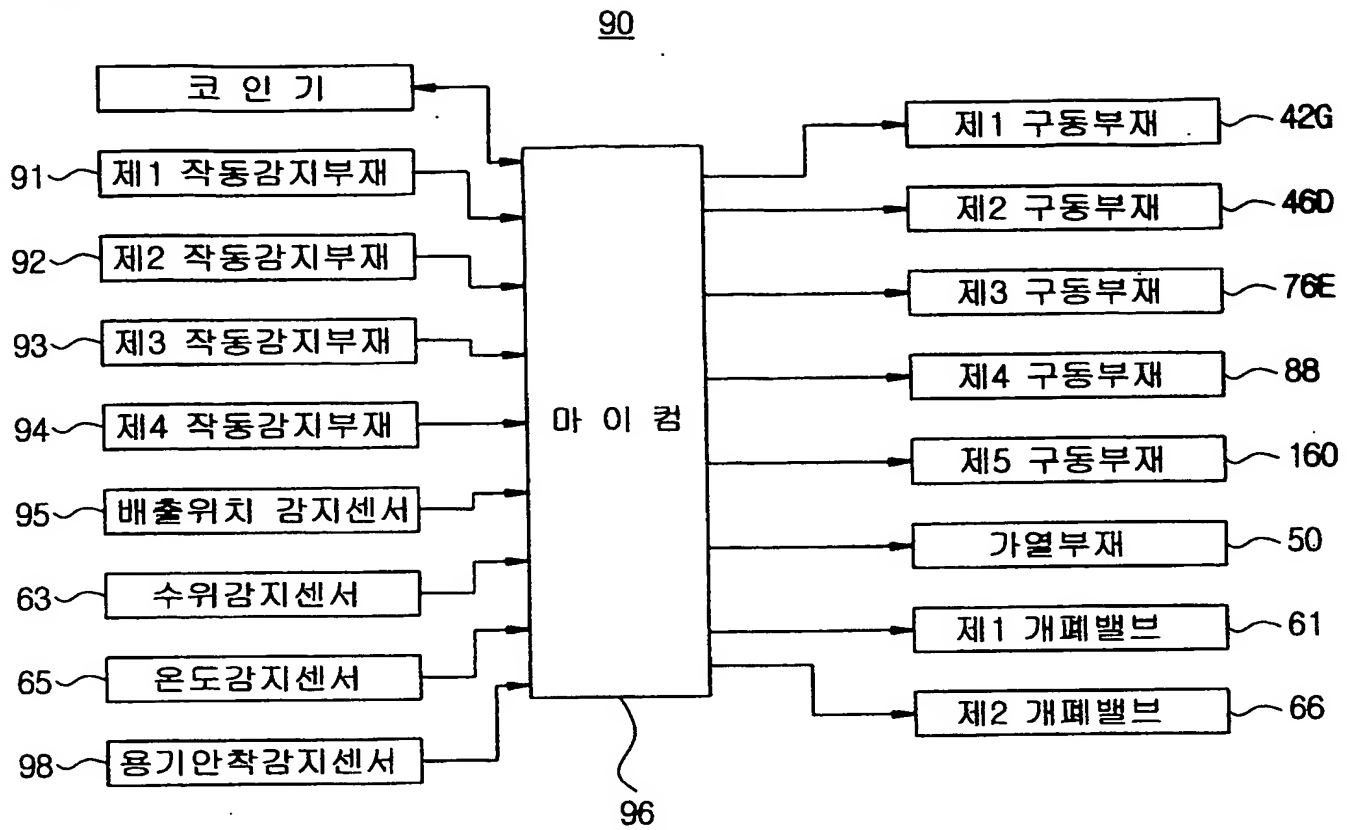 90
코 인 기
91 제1 작동감지부재
92 제2 작동감지부재
93 제3 작동감지부재
94 제4 작동감지부재
95 배출위치 감지센서
63 수위감지센서
65 온도감지센서
98 용기안착감지센서
마 이 컴
96
제1 구동부재 42G
제2 구동부재 46D
제3 구동부재 76E
제4 구동부재 88
제5 구동부재 160
가열부재 50
제1 개폐밸브 61
제2 개폐밸브 66